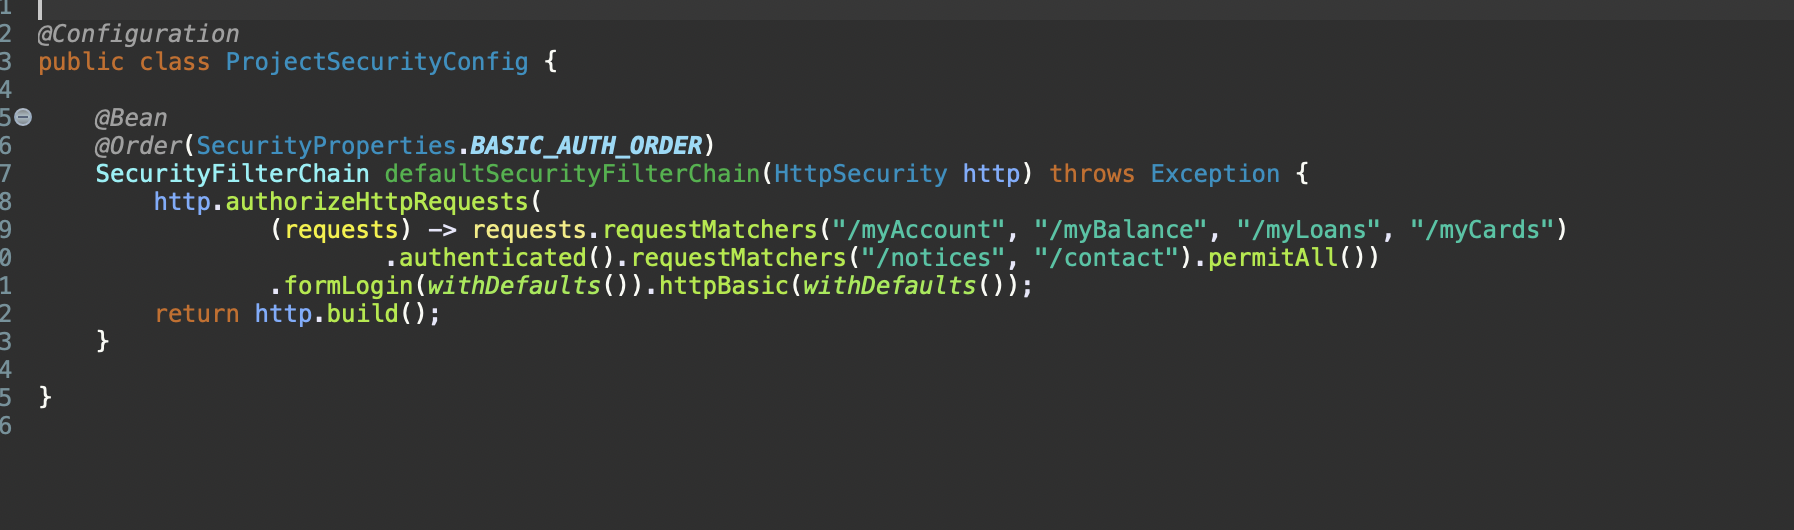 1
2 @Configuration
3 public class ProjectSecurityConfig {
4
5 @Bean
6 @Order(SecurityProperties.BASIC_AUTH_ORDER)
7 SecurityFilterChain defaultSecurityFilterChain(HttpSecurity http) throws Exception {
8 http.authorizeHttpRequests(
9 (requests) -> requests.requestMatchers("/myAccount", "/myBalance", "/myLoans", "/myCards")
0 .authenticated().requestMatchers("/notices", "/contact").permitAll())
1 .formLogin(withDefaults()).httpBasic(withDefaults());
2 return http.build();
3 }
4
5 }
6